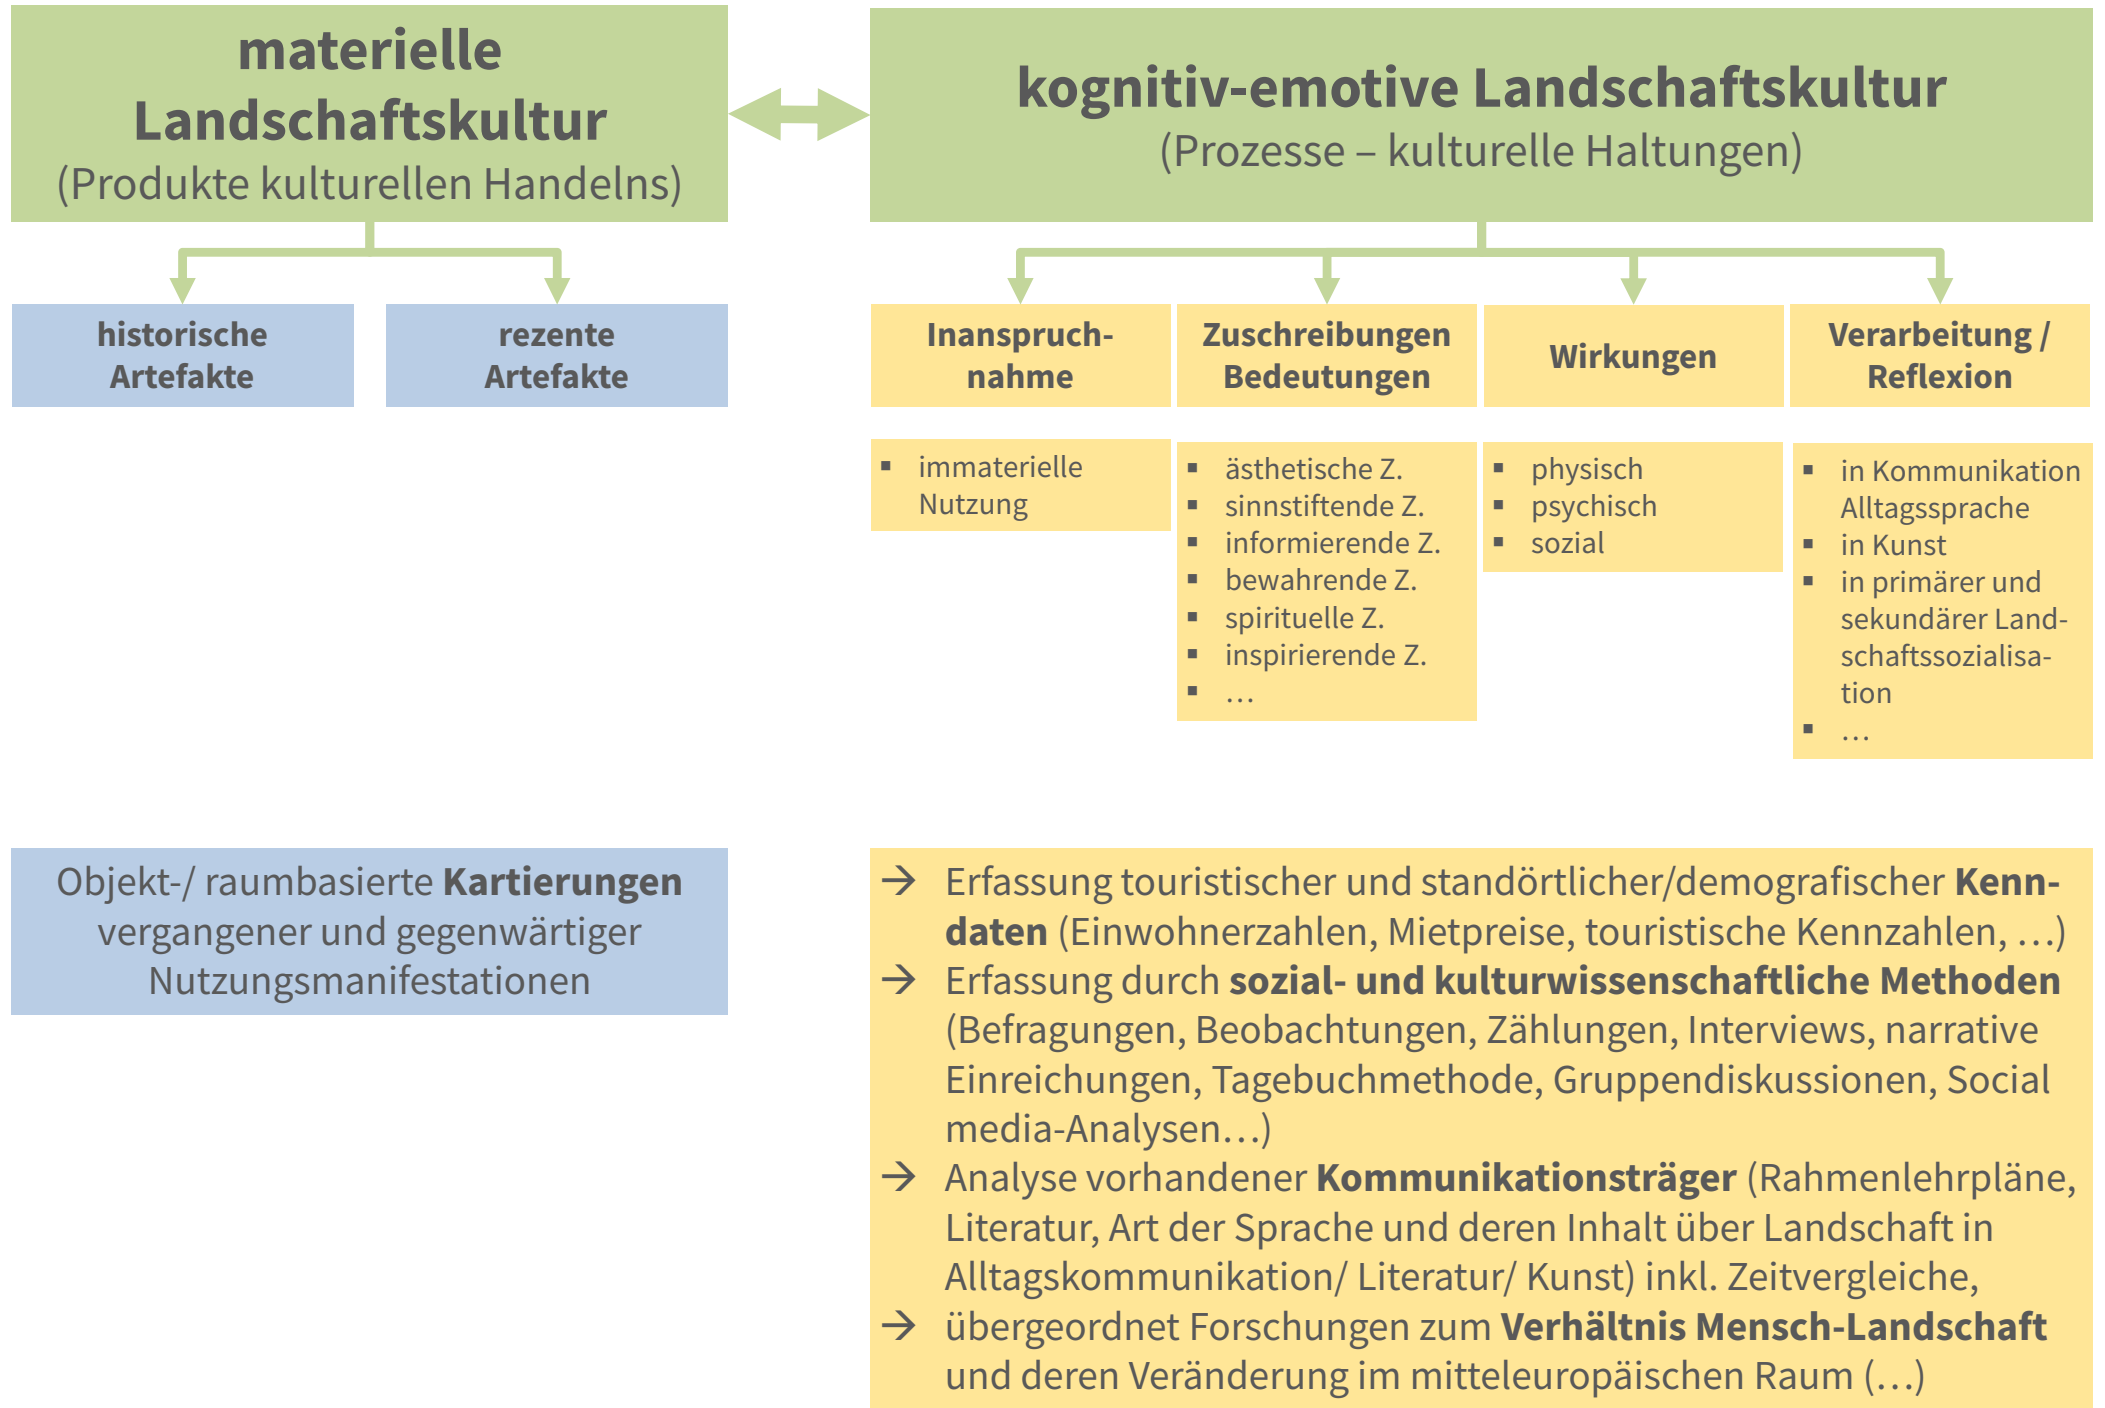 materielle
Landschaftskultur
(Produkte kulturellen Handelns)
kognitiv-emotive Landschaftskultur
(Prozesse – kulturelle Haltungen)
historische
Artefakte
rezente
Artefakte
Inanspruch-
nahme
Zuschreibungen
Bedeutungen
Wirkungen
Verarbeitung /
Reflexion
▪ immaterielle
Nutzung
▪ ästhetische Z.
▪ sinnstiftende Z.
▪ informierende Z.
▪ bewahrende Z.
▪ spirituelle Z.
▪ inspirierende Z.
▪ …
▪ physisch
▪ psychisch
▪ sozial
▪ in Kommunikation
Alltagssprache
▪ in Kunst
▪ in primärer und
sekundärer Land-
schaftssozialisa-
tion
▪ …
Objekt-/ raumbasierte Kartierungen
vergangener und gegenwärtiger
Nutzungsmanifestationen
→ Erfassung touristischer und standörtlicher/demografischer Kenn-
daten (Einwohnerzahlen, Mietpreise, touristische Kennzahlen, …)
→ Erfassung durch sozial- und kulturwissenschaftliche Methoden
(Befragungen, Beobachtungen, Zählungen, Interviews, narrative
Einreichungen, Tagebuchmethode, Gruppendiskussionen, Social
media-Analysen…)
→ Analyse vorhandener Kommunikationsträger (Rahmenlehrpläne,
Literatur, Art der Sprache und deren Inhalt über Landschaft in
Alltagskommunikation/ Literatur/ Kunst) inkl. Zeitvergleiche,
→ übergeordnet Forschungen zum Verhältnis Mensch-Landschaft
und deren Veränderung im mitteleuropäischen Raum (…)